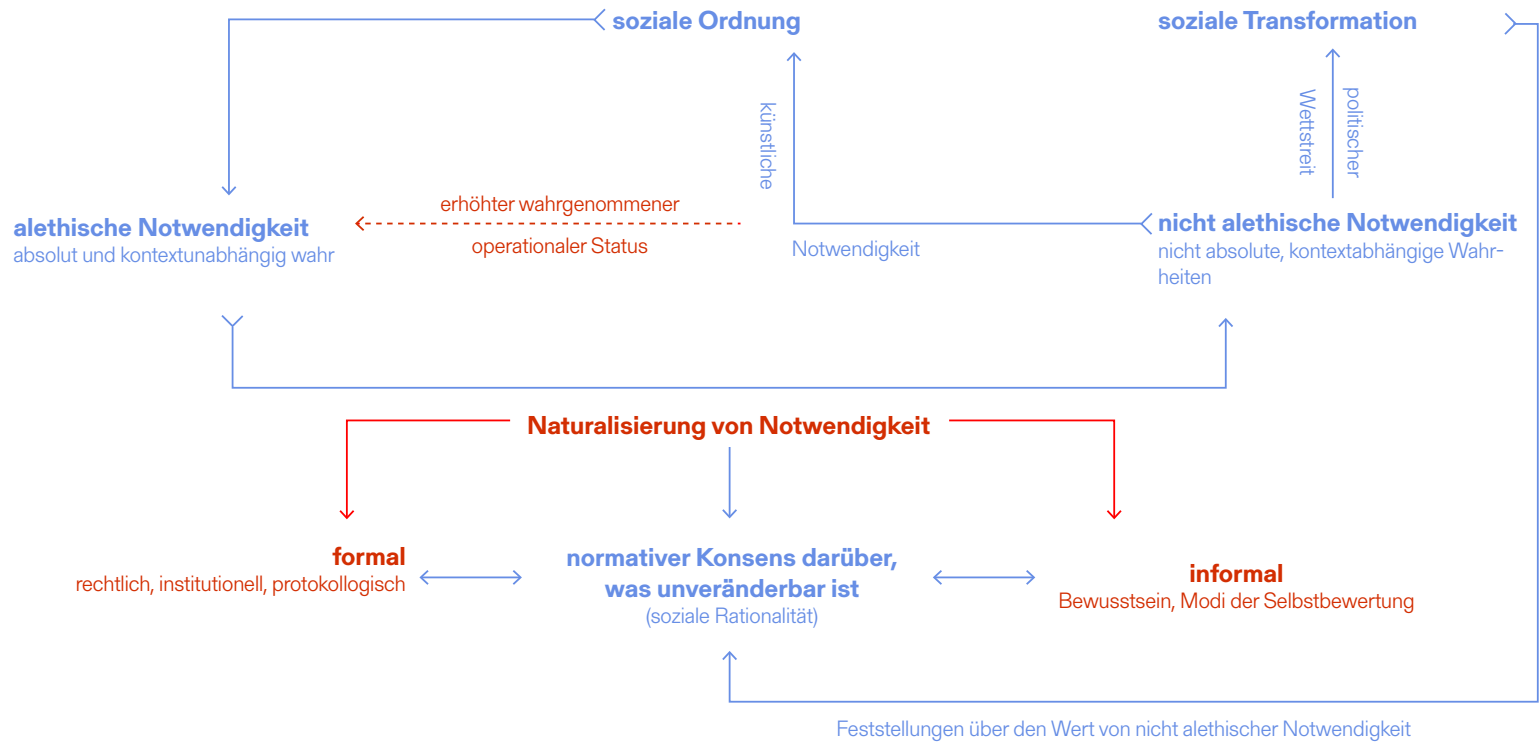 soziale Ordnung
soziale Transformation
künstliche
politischer
Wettstreit
erhöhter wahrgenommener
operationaler Status
alethische Notwendigkeit
absolut und kontextunabhängig wahr
Notwendigkeit
nicht alethische Notwendigkeit
nicht absolute, kontextabhängige Wahr-
heiten
Naturalisierung von Notwendigkeit
formal
rechtlich, institutionell, protokollogisch
normativer Konsens darüber,
was unveränderbar ist
(soziale Rationalität)
informal
Bewusstsein, Modi der Selbstbewertung
Feststellungen über den Wert von nicht alethischer Notwendigkeit